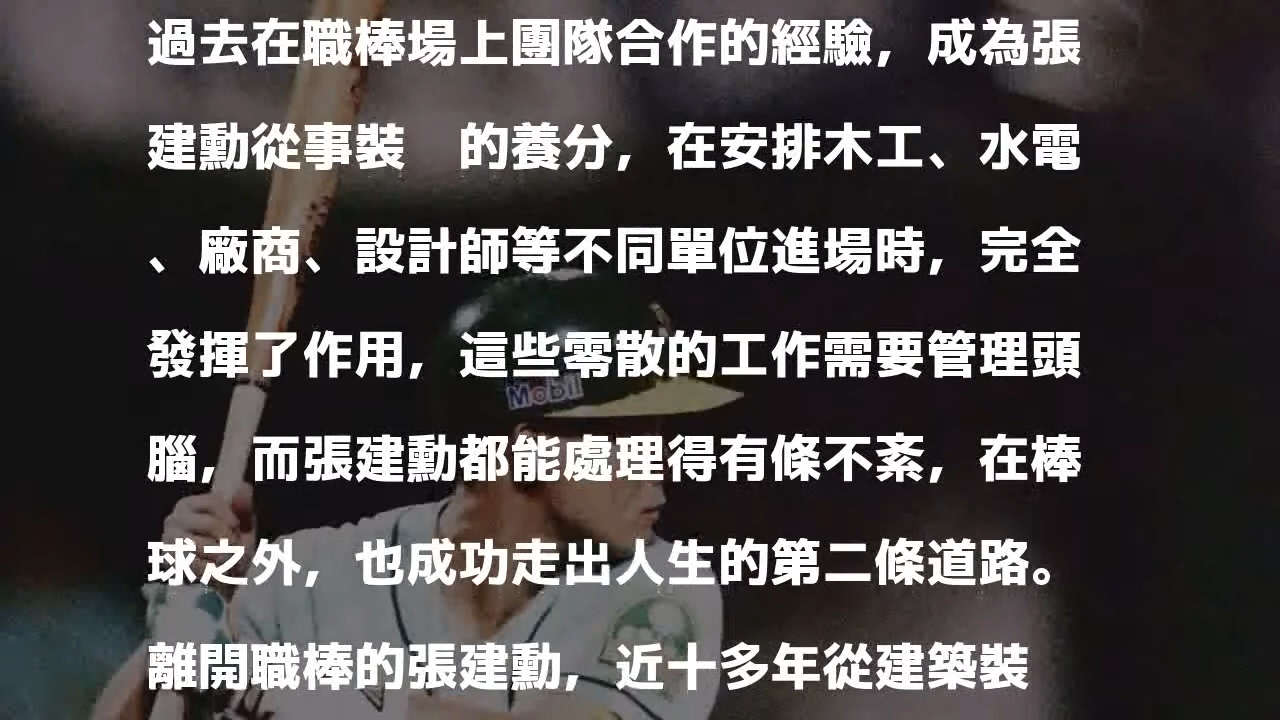 過去在職棒場上團隊合作的經驗，成為張
建勳從事裝　的養分，在安排木工、水電
、廠商、設計師等不同單位進場時，完全
發揮了作用，這些零散的工作需要管理頭
腦，而張建勳都能處理得有條不紊，在棒
球之外，也成功走出人生的第二條道路。
離開職棒的張建勳，近十多年從建築裝
Mobil